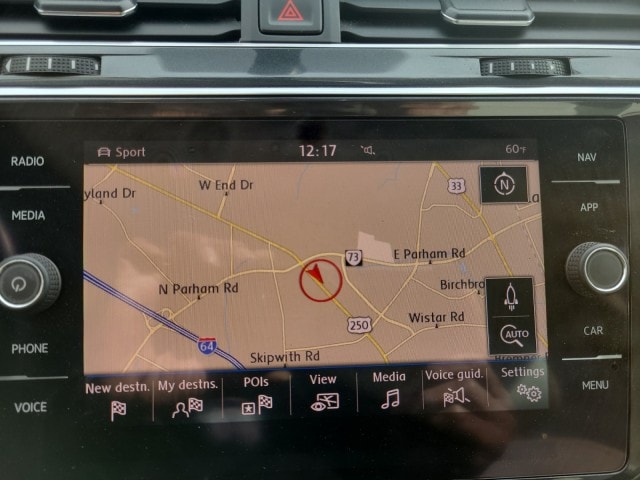 RADIO
MEDIA
PHONE
VOICE
Sport
12:17
60°F
yland Dr
W End Dr
33
N
73
E Parham Rd
N Parham Rd
Birchbro
250
Wistar Rd
64
Skipwith Rd
AUTO
New destn.
My destns.
POIs
View
Media
Voice guid.
Settings
NAV
APP
CAR
MENU